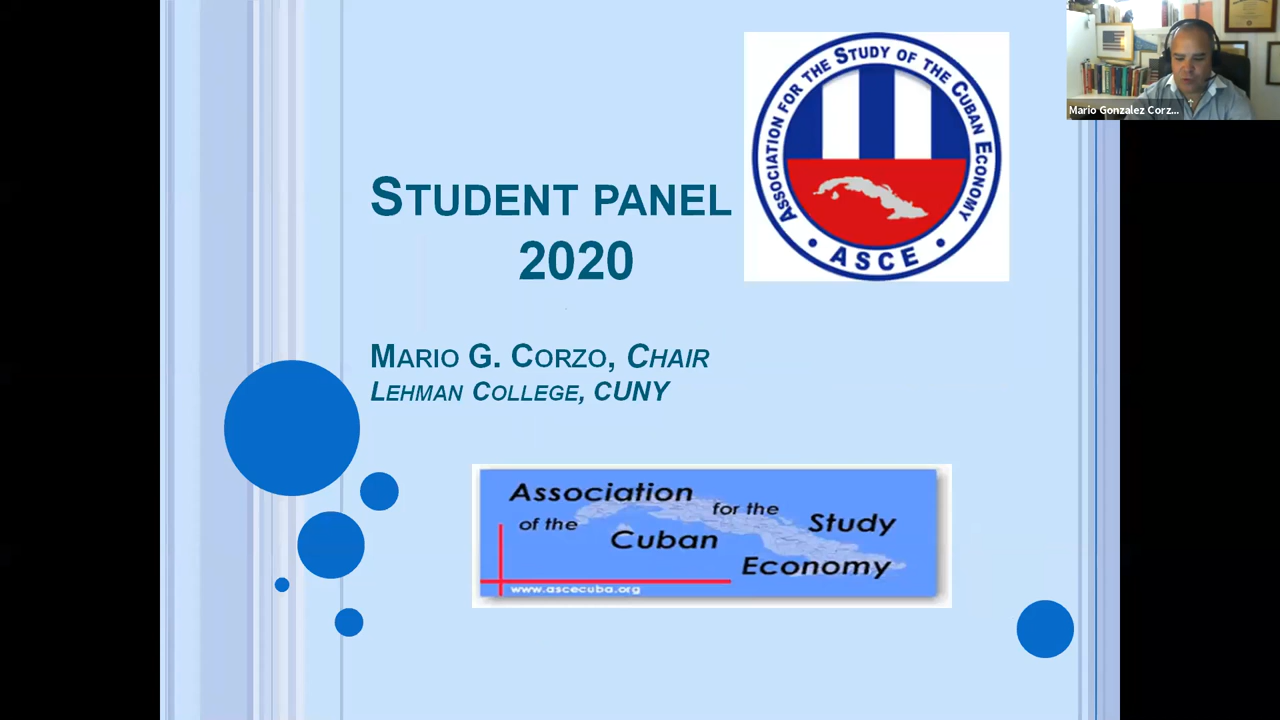 STUDENT PANEL
2020
MARIO G. CORZO, CHAIR
LEHMAN COLLEGE, CUNY
ASSOCIATION FOR THE STUDY OF THE CUBAN ECONOMY
• ASCE •
Mario Gonzalez Corz...
Association
for the
Study
of the
Cuban
Economy
www.ascecuba.org